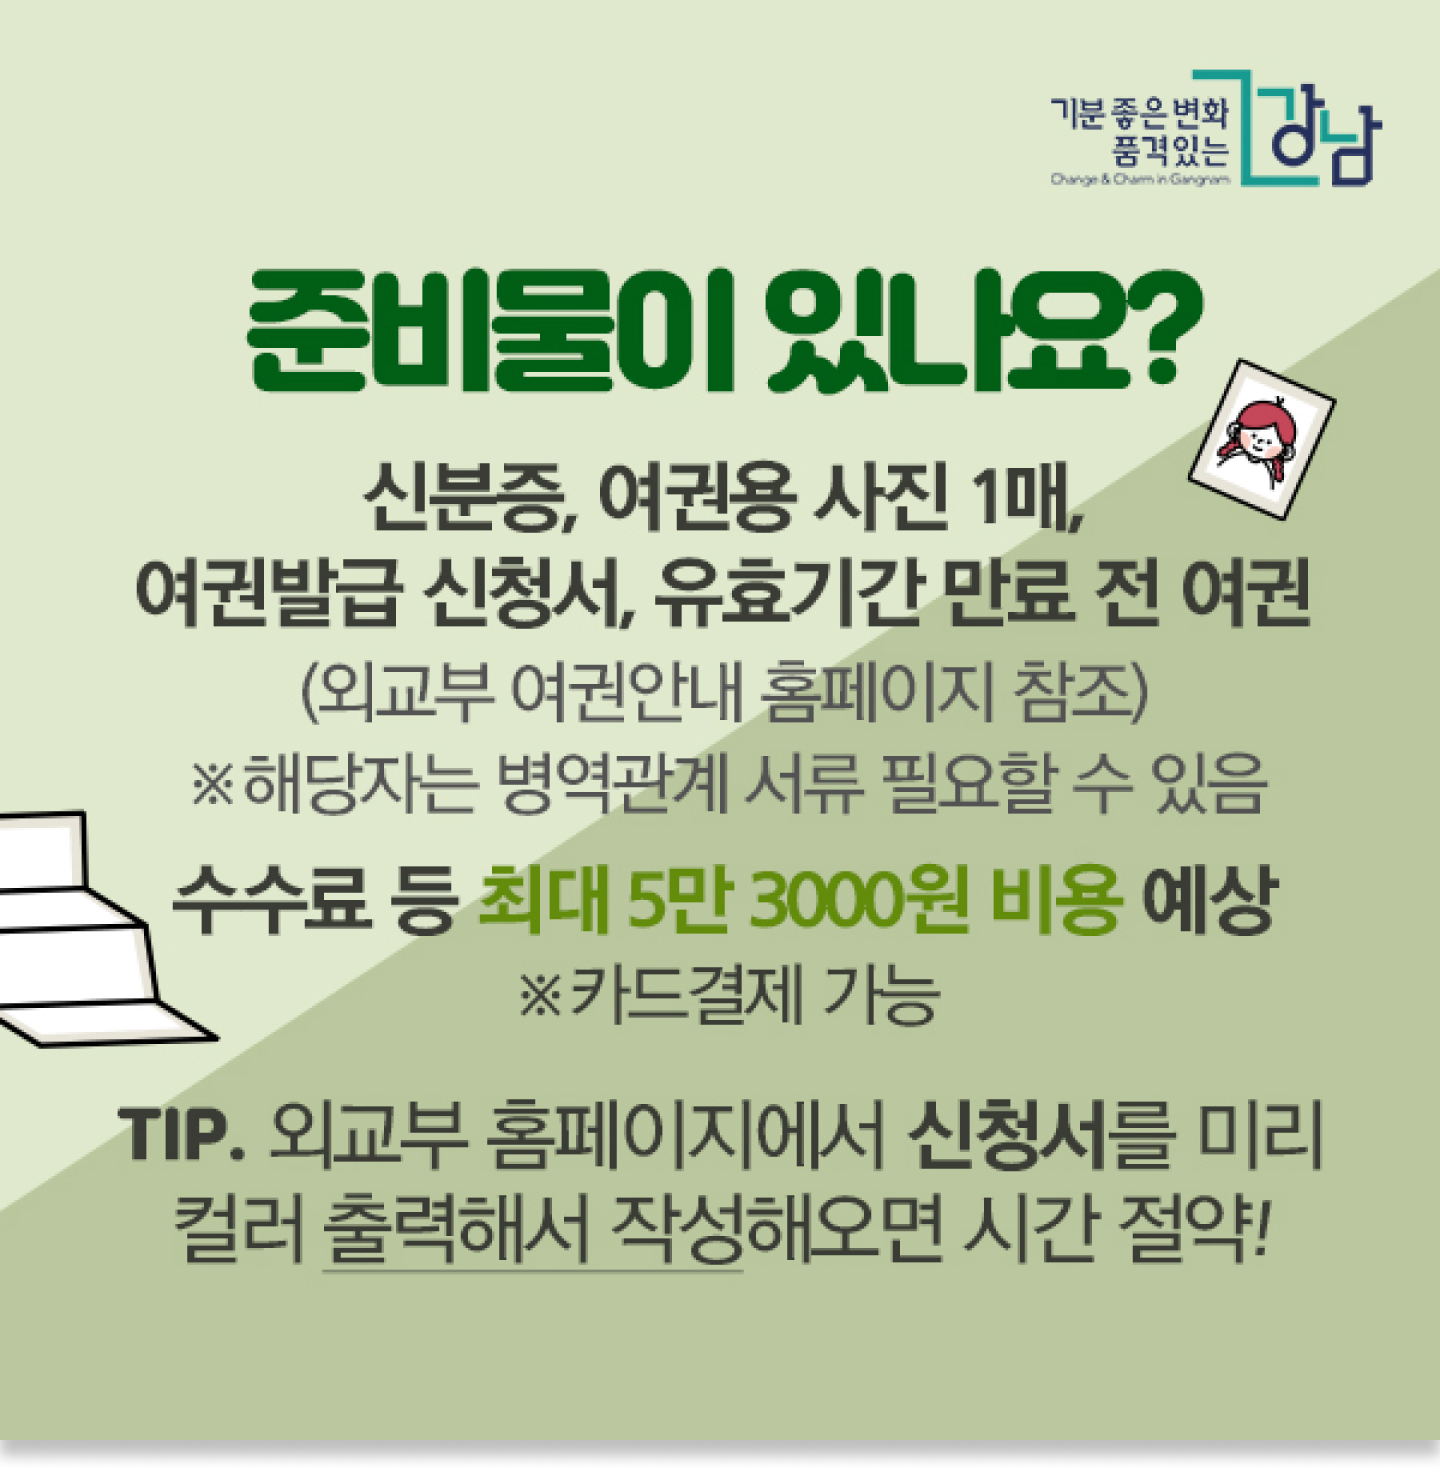 기분 좋은 변화
품격있는
Change & Charm in Gangnam
강남
준비물이 있나요?
신분증, 여권용 사진 1매,
여권발급 신청서, 유효기간 만료 전 여권
(외교부 여권안내 홈페이지 참조)
※해당자는 병역관계 서류 필요할 수 있음
수수료 등 최대 5만 3000원 비용 예상
※카드결제 가능
TIP. 외교부 홈페이지에서 신청서를 미리
컬러 출력해서 작성해오면 시간 절약!